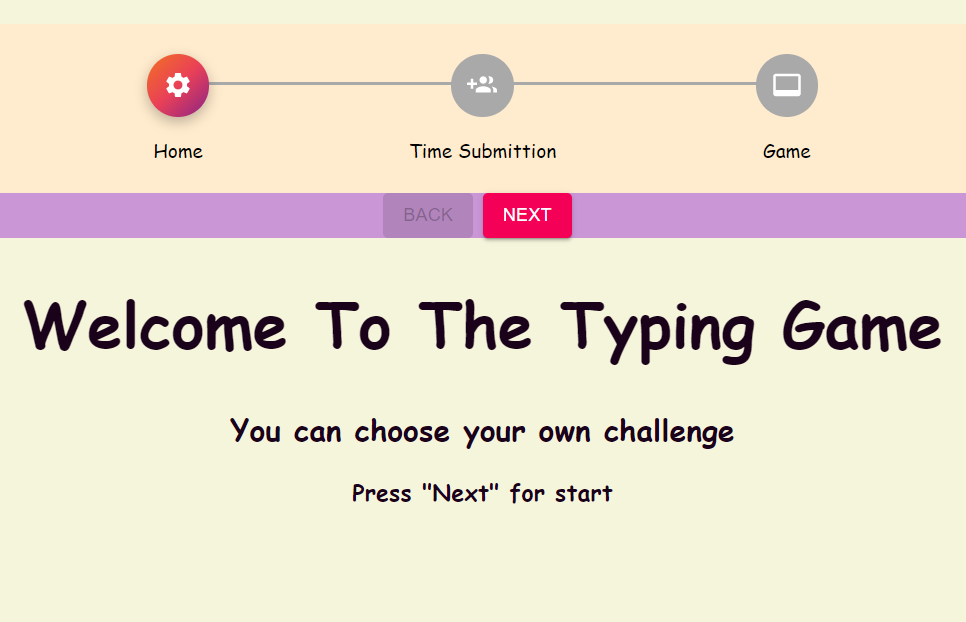 Home Time Submittion Game
BACK NEXT
Welcome To The Typing Game
You can choose your own challenge
Press "Next" for start